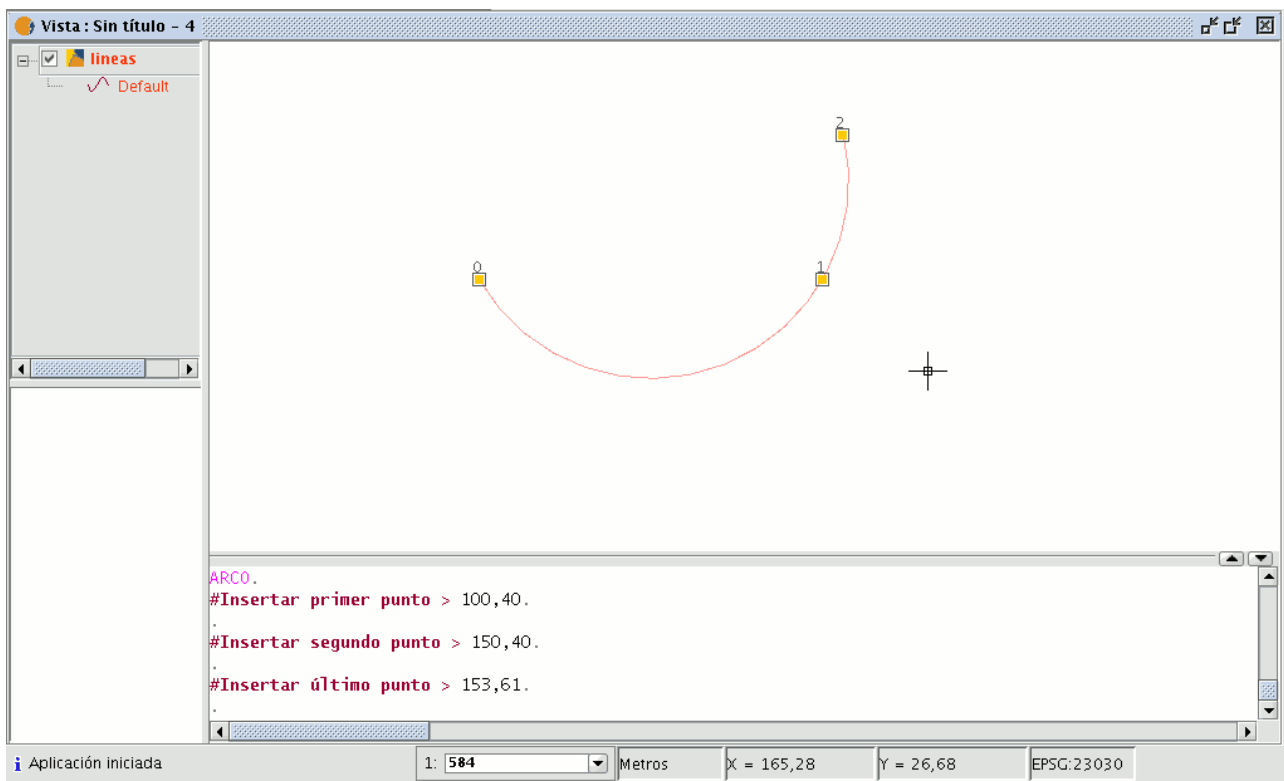 Vista : Sin título - 4
lineas
Default
2
0
1
ARCO.
#Insertar primer punto > 100,40.
.
#Insertar segundo punto > 150,40.
.
#Insertar último punto > 153,61.
.
Aplicación iniciada
1: 584
Metros
X = 165,28
Y = 26,68
EPSG:23030